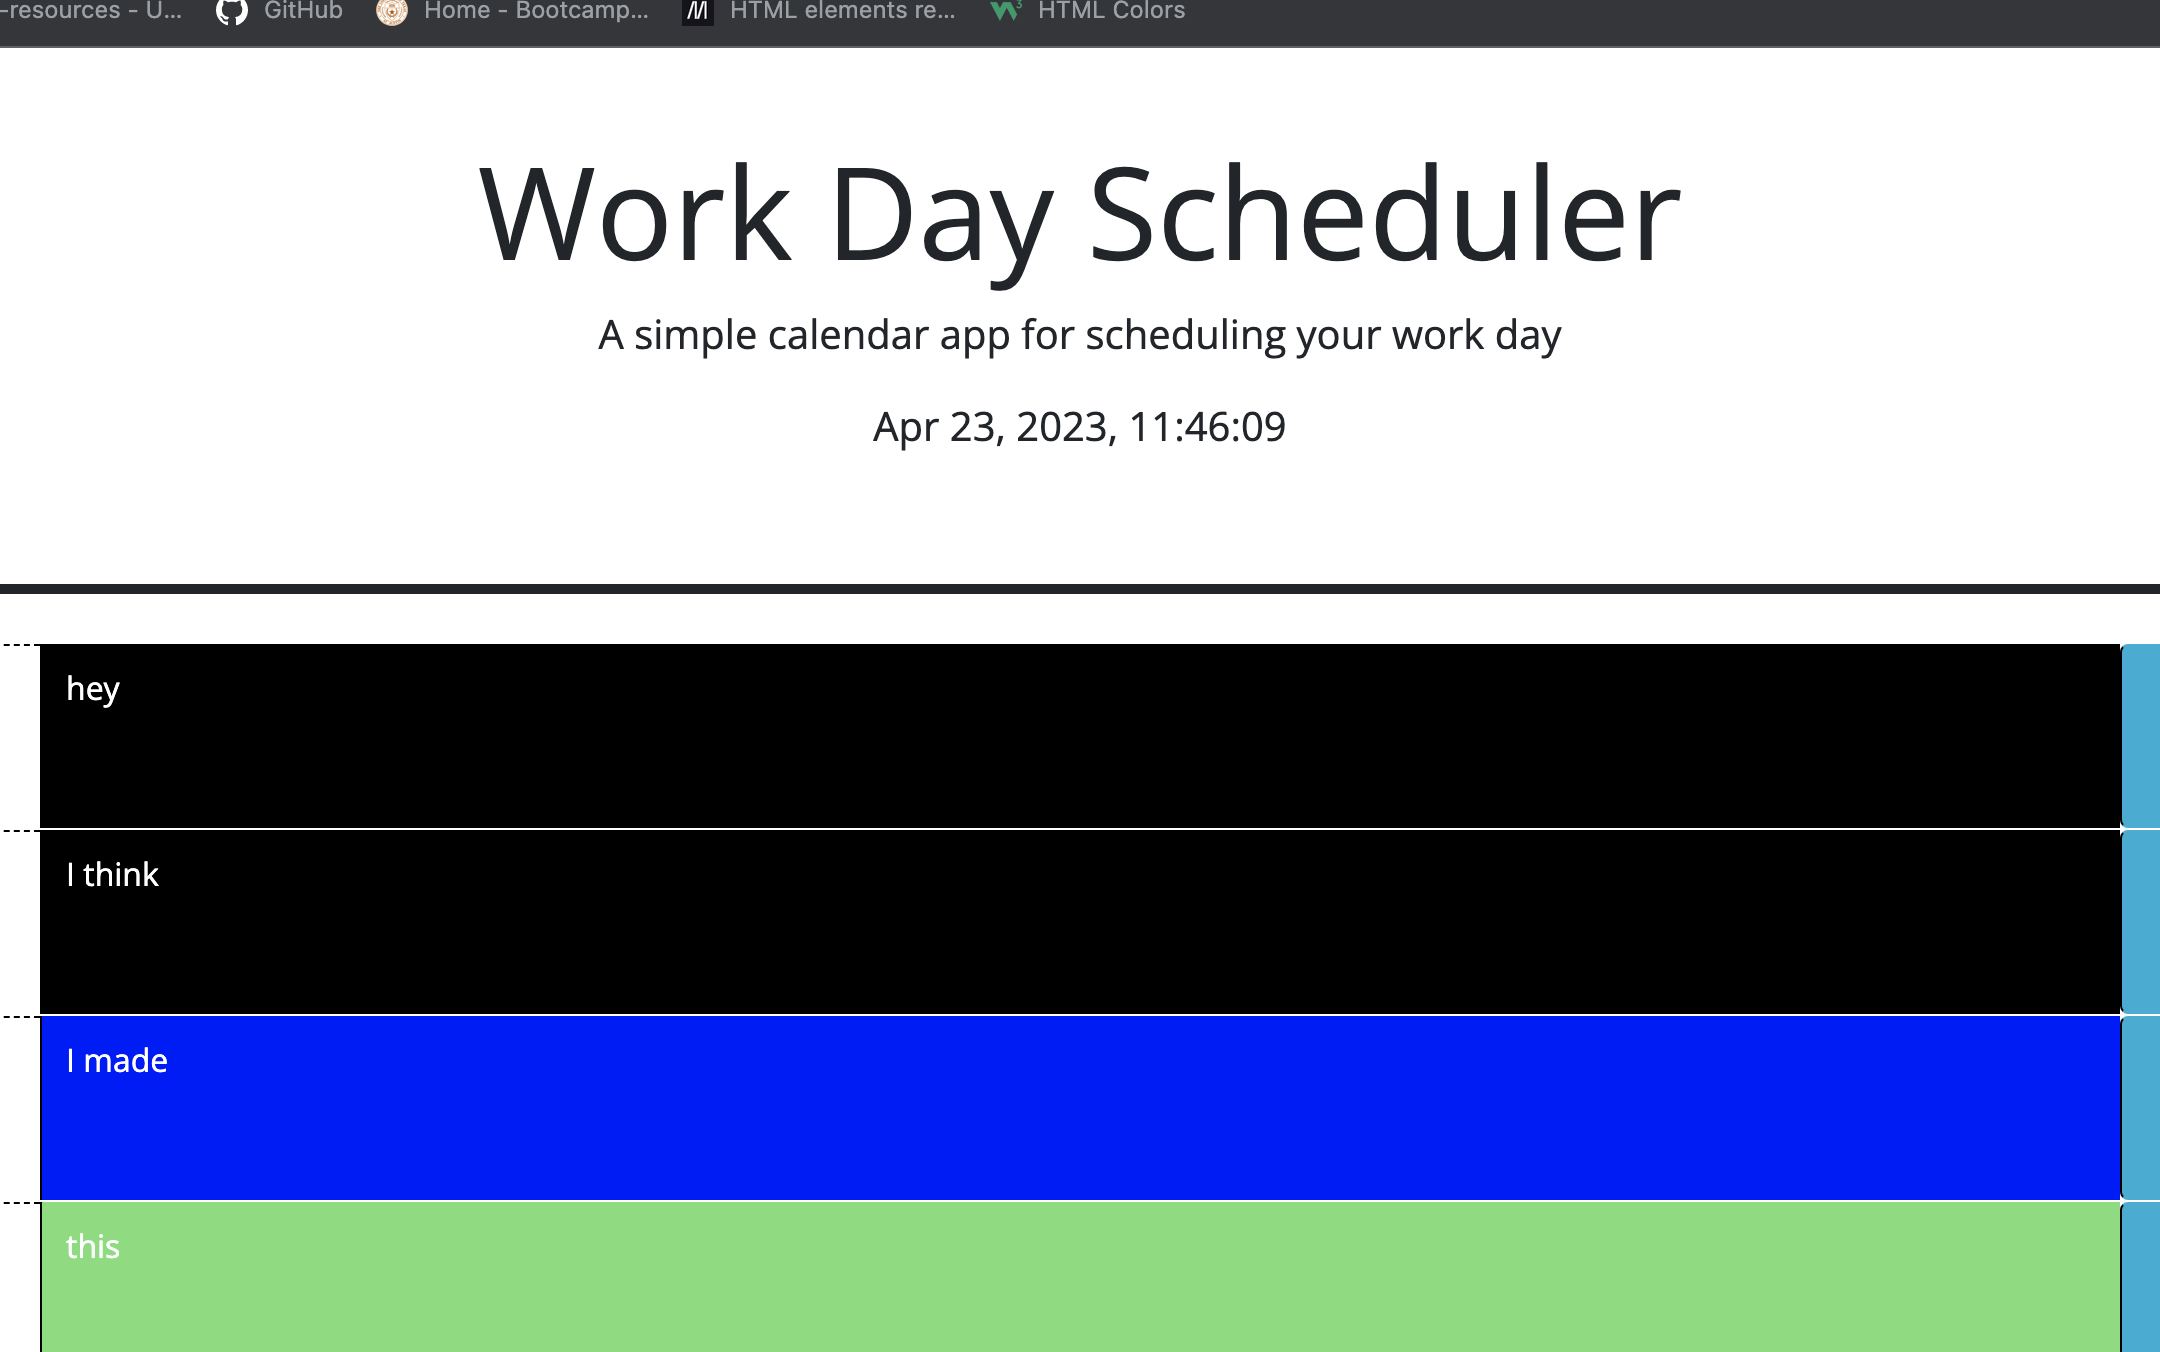 -resources - U... GitHub Home - Bootcamp... HTML elements re... HTML Colors
Work Day Scheduler
A simple calendar app for scheduling your work day
Apr 23, 2023, 11:46:09
hey
I think
I made
this